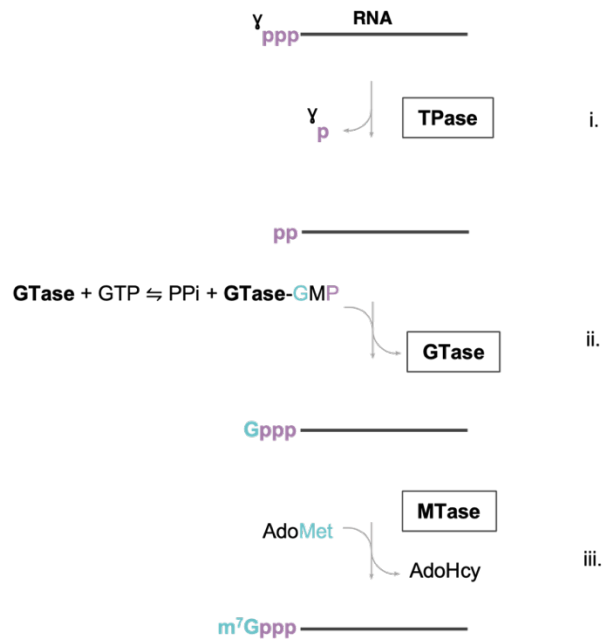 ɣ RNA
ppp
ɣ
p
TPase
i.
pp
GTase + GTP ⇋ PPi + GTase-GMP
GTase
ii.
Gppp
MTase
AdoMet
iii.
AdoHcy
m⁷Gppp